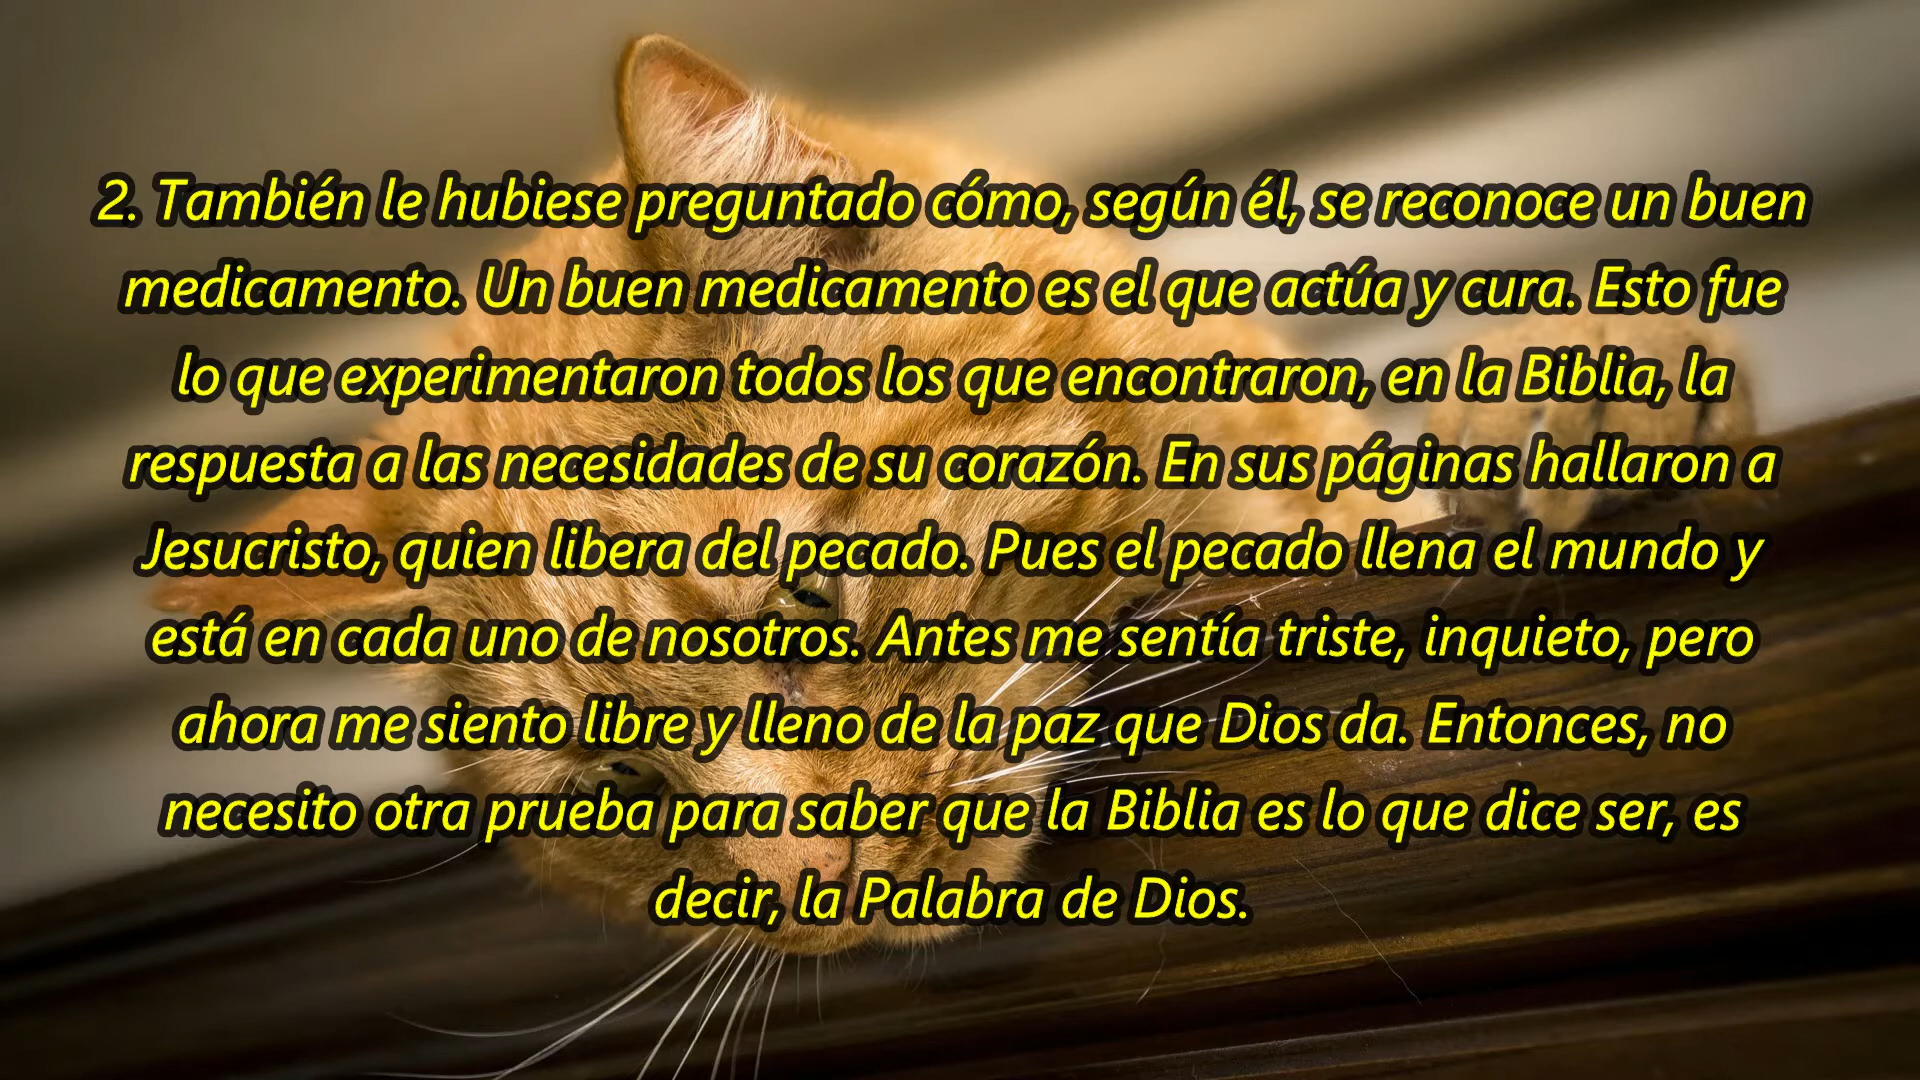 2. También le hubiese preguntado cómo, según él, se reconoce un buen
medicamento. Un buen medicamento es el que actúa y cura. Esto fue
lo que experimentaron todos los que encontraron, en la Biblia, la
respuesta a las necesidades de su corazón. En sus páginas hallaron a
Jesucristo, quien libera del pecado. Pues el pecado llena el mundo y
está en cada uno de nosotros. Antes me sentía triste, inquieto, pero
ahora me siento libre y lleno de la paz que Dios da. Entonces, no
necesito otra prueba para saber que la Biblia es lo que dice ser, es
decir, la Palabra de Dios.